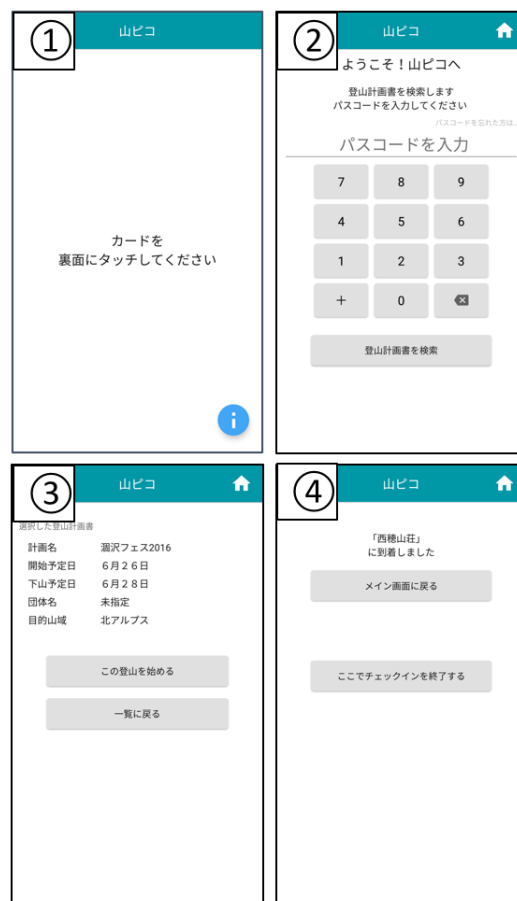 ①
山ピコ
カードを
裏面にタッチしてください
i
②
山ピコ
ようこそ！山ピコへ
登山計画書を検索します
パスコードを入力してください
パスコードを忘れた方は..
パスコードを入力
7 8 9
4 5 6
1 2 3
+ 0
登山計画書を検索
③
山ピコ
選択した登山計画書
計画名 涸沢フェス2016
開始予定日 ６月２６日
下山予定日 ６月２８日
団体名 未指定
目的山域 北アルプス
この登山を始める
一覧に戻る
④
山ピコ
「西穂山荘」
に到着しました
メイン画面に戻る
ここでチェックインを終了する